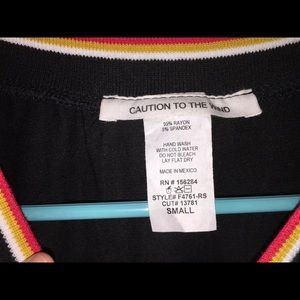 CAUTION TO THE WIND
95% RAYON
5% SPANDEX
HAND WASH
WITH COLD WATER
DO NOT BLEACH
LAY FLAT DRY
MADE IN MEXICO
RN # 156284
STYLE# F4761-RS
CUT# 13781
SMALL